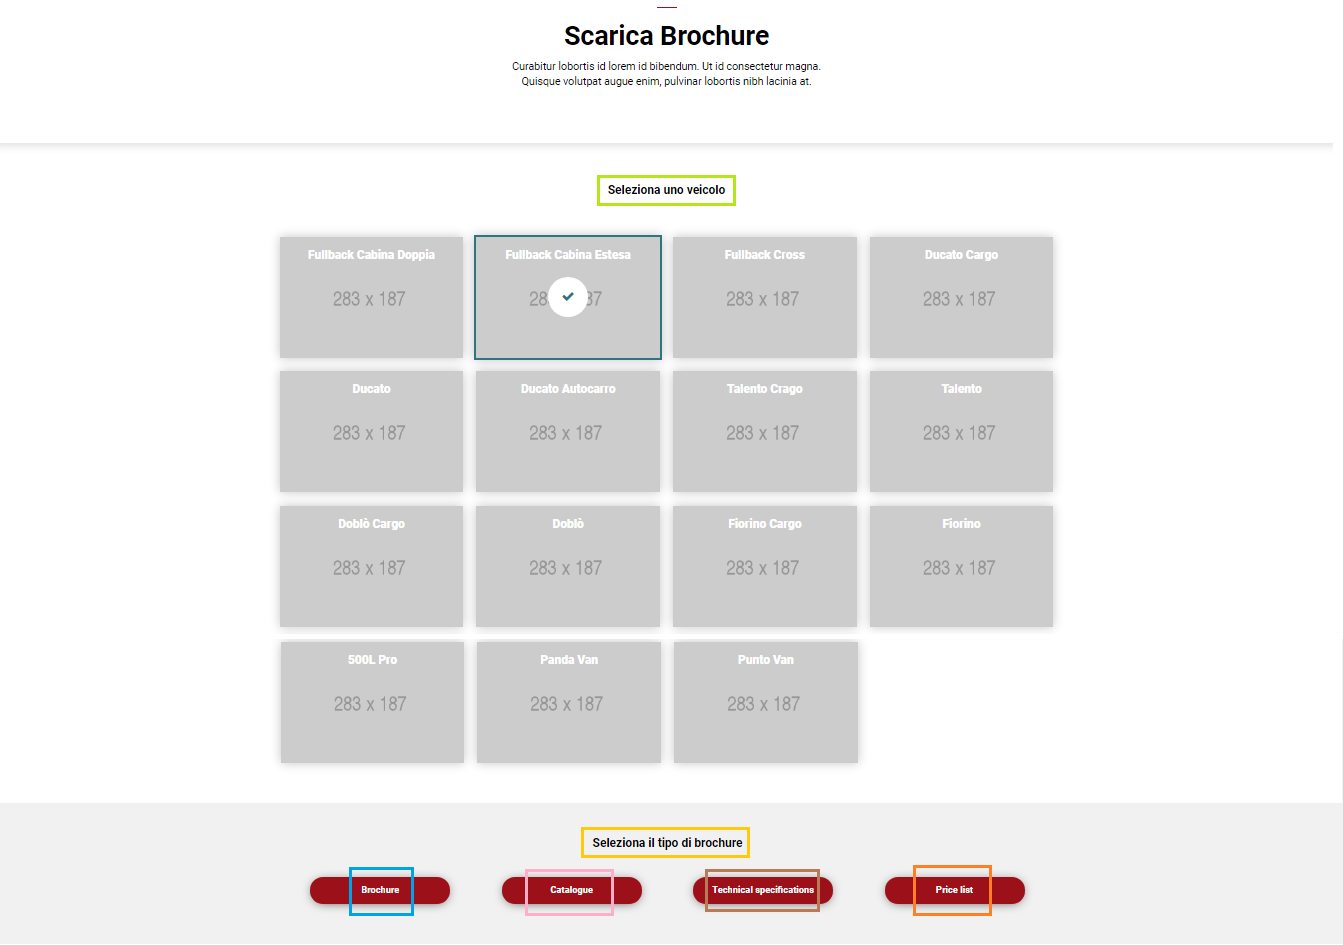 Scarica Brochure
Curabitur lobortis id lorem id bibendum. Ut id consectetur magna.
Quisque volutpat augue enim, pulvinar lobortis nibh lacinia at.
Seleziona uno veicolo
Fullback Cabina Doppia
283 x 187
Fullback Cabina Estesa
28 87
Fullback Cross
283 x 187
Ducato Cargo
283 x 187
Ducato
283 x 187
Ducato Autocarro
283 x 187
Talento Crago
283 x 187
Talento
283 x 187
Doblò Cargo
283 x 187
Doblò
283 x 187
Fiorino Cargo
283 x 187
Fiorino
283 x 187
500L Pro
283 x 187
Panda Van
283 x 187
Punto Van
283 x 187
Seleziona il tipo di brochure
Brochure
Catalogue
Technical specifications
Price list